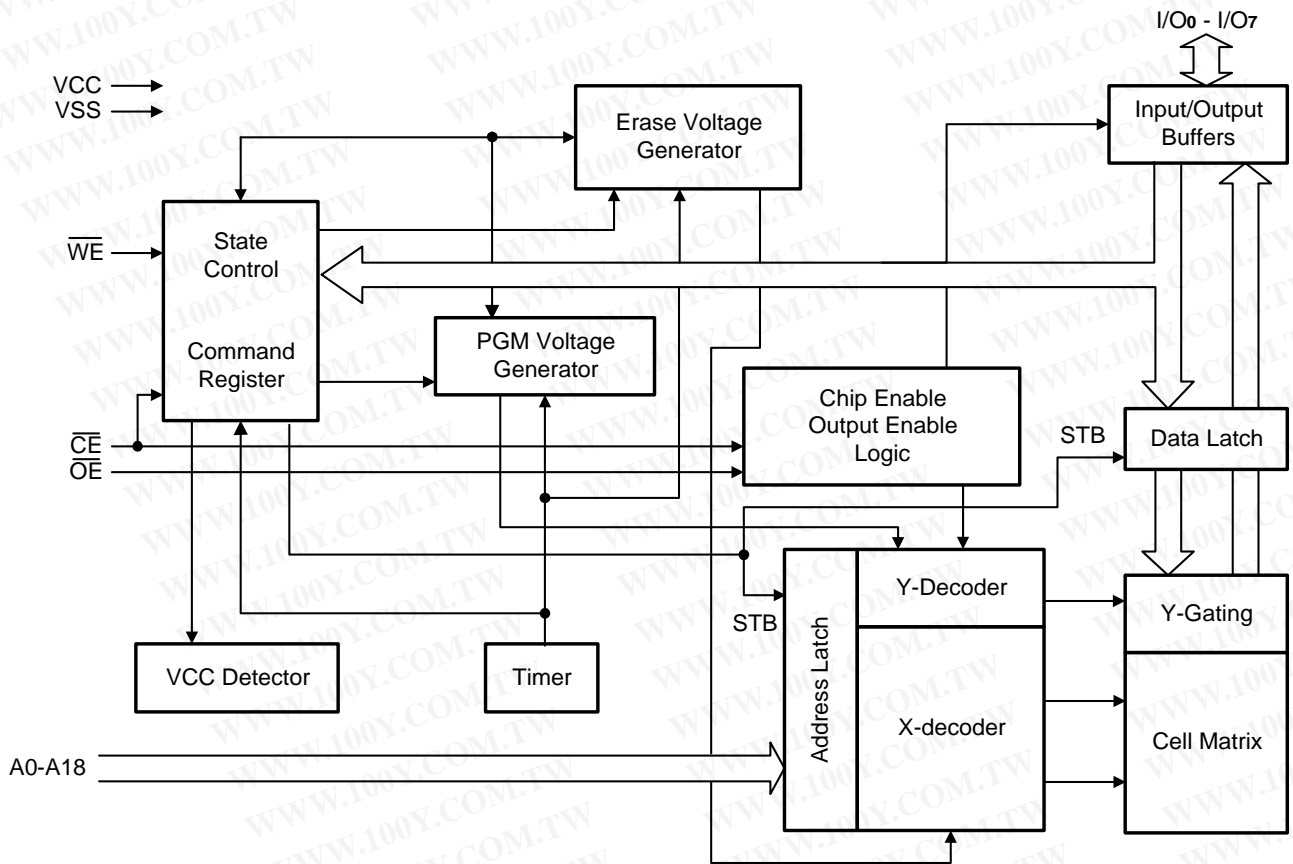 I/O0 - I/O7
VCC
VSS
Erase Voltage
Generator
Input/Output
Buffers
WE
State
Control
Command
Register
PGM Voltage
Generator
Chip Enable
Output Enable
Logic
CE
OE
STB
Data Latch
STB
Address Latch
Y-Decoder
X-decoder
Y-Gating
Cell Matrix
VCC Detector
Timer
A0-A18
WWW.100Y.COM.TW